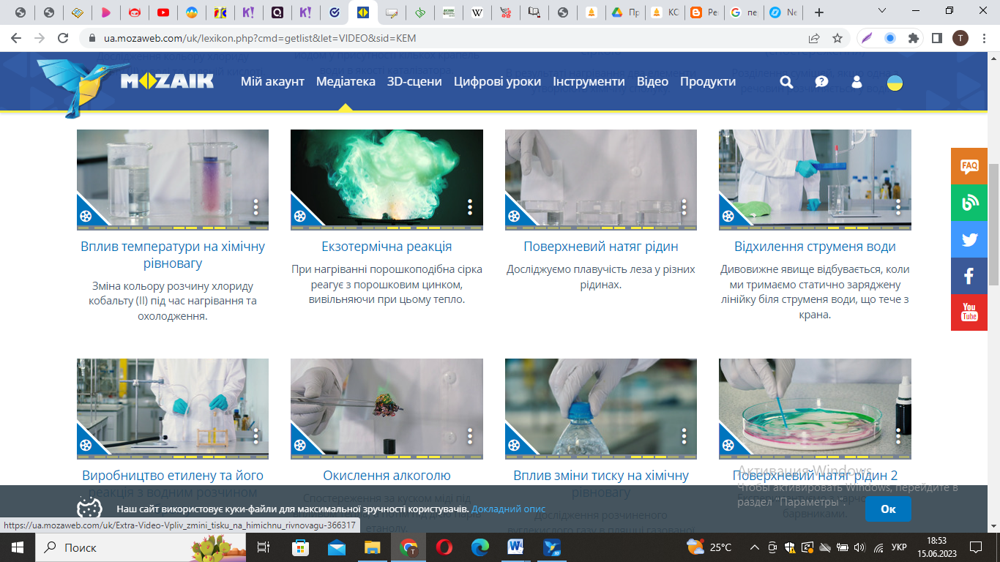 Пр
КС
Pe
пе
Ne
ua.mozaweb.com/uk/lexikon.php?cmd=getlist&let=VIDEO&sid=KEM
T
MOZAIK
Мій акаунт Медіатека 3D-сцени Цифрові уроки Інструменти Відео Продукти
FAQ
You Tube
Вплив температури на хімічну
рівновагу
Зміна кольору розчину хлориду
кобальту (II) під час нагрівання та
охолодження.
Екзотермічна реакція
При нагріванні порошкоподібна сірка
реагує з порошковим цинком,
вивільняючи при цьому тепло.
Поверхневий натяг рідин
Досліджуємо плавучість леза у різних
рідинах.
Відхилення струменя води
Дивовижне явище відбувається, коли
ми тримаємо статично заряджену
лінійку біля струменя води, що тече з
крана.
Виробництво етилену та його
реакція з водним розчином
Окислення алкоголю
Спостереження за куском міді під
етанолу.
Вплив зміни тиску на хімічну
рівновагу
Дослідження розчиненого
вуглекислого газу в пляшці газованої
Поверхневий натяг рідин 2
барвниками.
Активация Windows
Чтобы активировать Windows, перейдите в
раздел "Параметры".
Наш сайт використовує куки-файли для максимальної зручності користувачів. Докладний опис
Ок
https://ua.mozaweb.com/uk/Extra-Video-Vpliv_zmini_tisku_na_himichnu_rivnovagu-366317
Поиск
25°C
УКР
18:53
15.06.2023